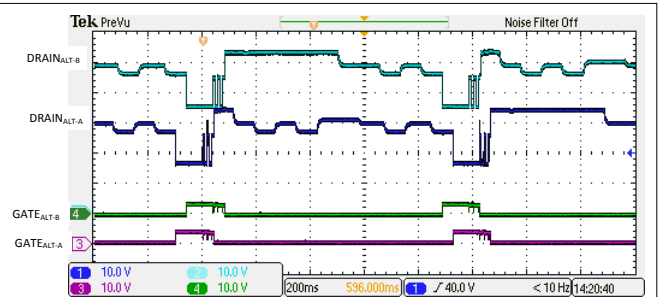 Tek PreVu
Noise Filter Off
DRAINALT-B
DRAINALT-A
GATEALT-B
GATEALT-A
4
3
1 10.0 V 2 10.0 V
3 10.0 V 4 10.0 V
200ms 596.000ms
1 40.0 V
< 10 Hz
14:20:40